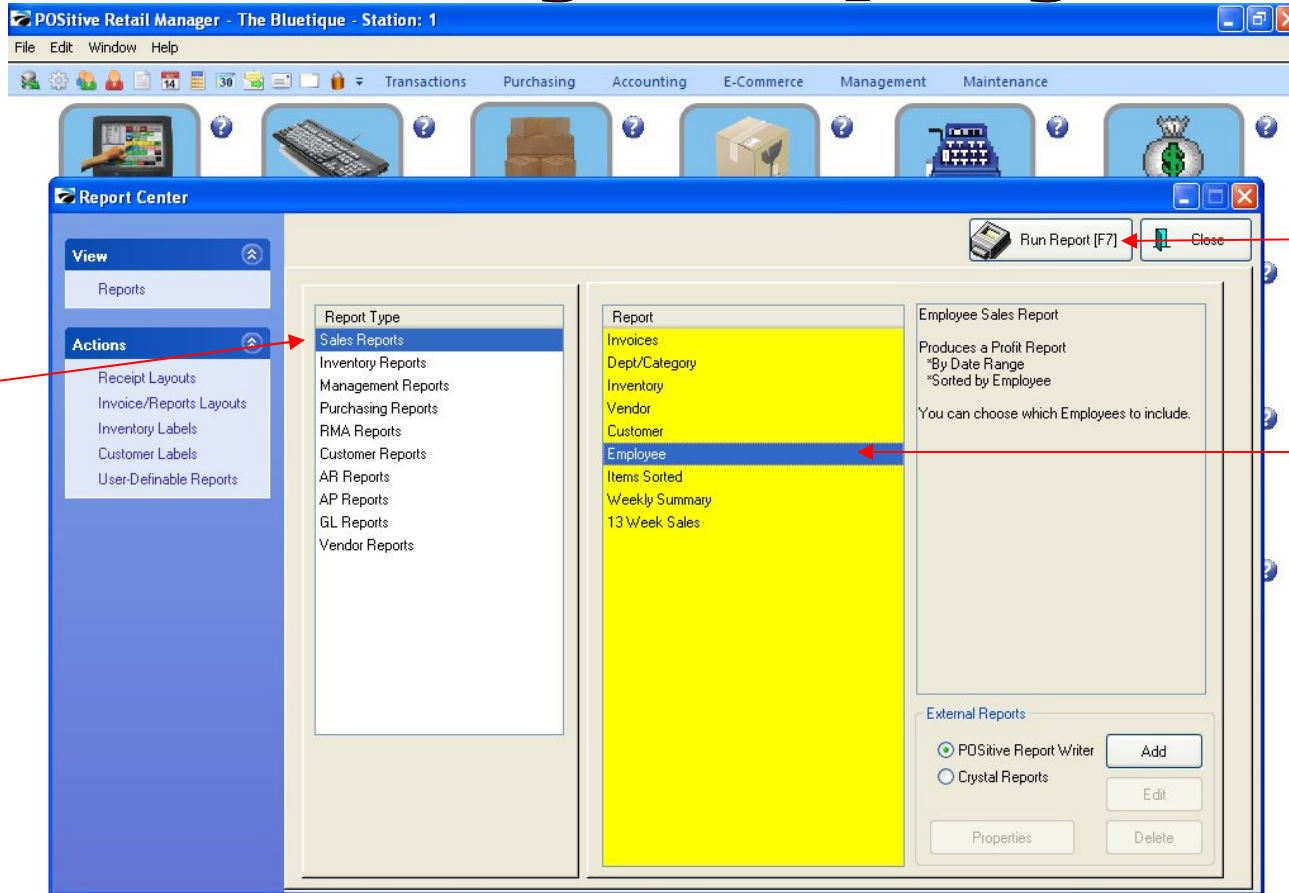 POSitive Retail Manager - The Bluetique - Station: 1
File Edit Window Help
14 30 Transactions Purchasing Accounting E-Commerce Management Maintenance
Report Center
Run Report [F7] Close
View
Reports
Actions
Receipt Layouts
Invoice/Reports Layouts
Inventory Labels
Customer Labels
User-Definable Reports
Report Type
Sales Reports
Inventory Reports
Management Reports
Purchasing Reports
RMA Reports
Customer Reports
AR Reports
AP Reports
GL Reports
Vendor Reports
Report
Invoices
Dept/Category
Inventory
Vendor
Customer
Employee
Items Sorted
Weekly Summary
13 Week Sales
Employee Sales Report
Produces a Profit Report
*By Date Range
*Sorted by Employee
You can choose which Employees to include.
External Reports
POSitive Report Writer Add
Crystal Reports
Edit
Properties Delete